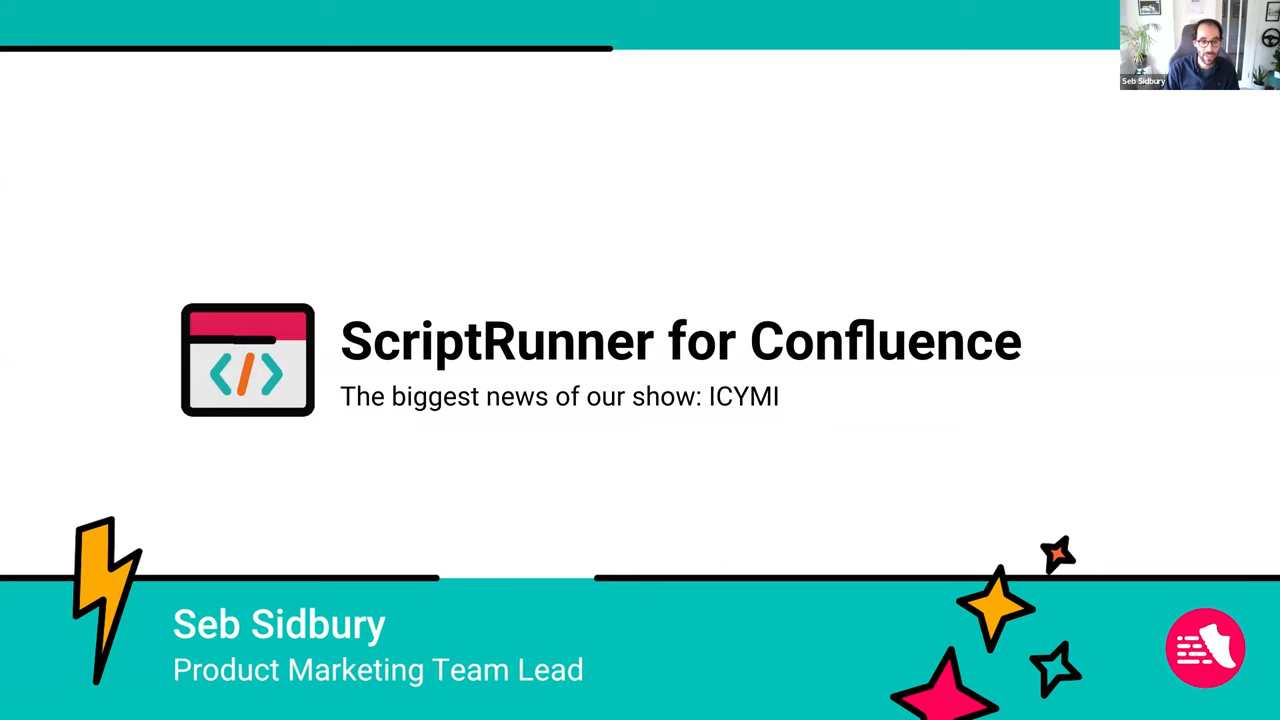 Seb Sidbury
</>
ScriptRunner for Confluence
The biggest news of our show: ICYMI
Seb Sidbury
Product Marketing Team Lead